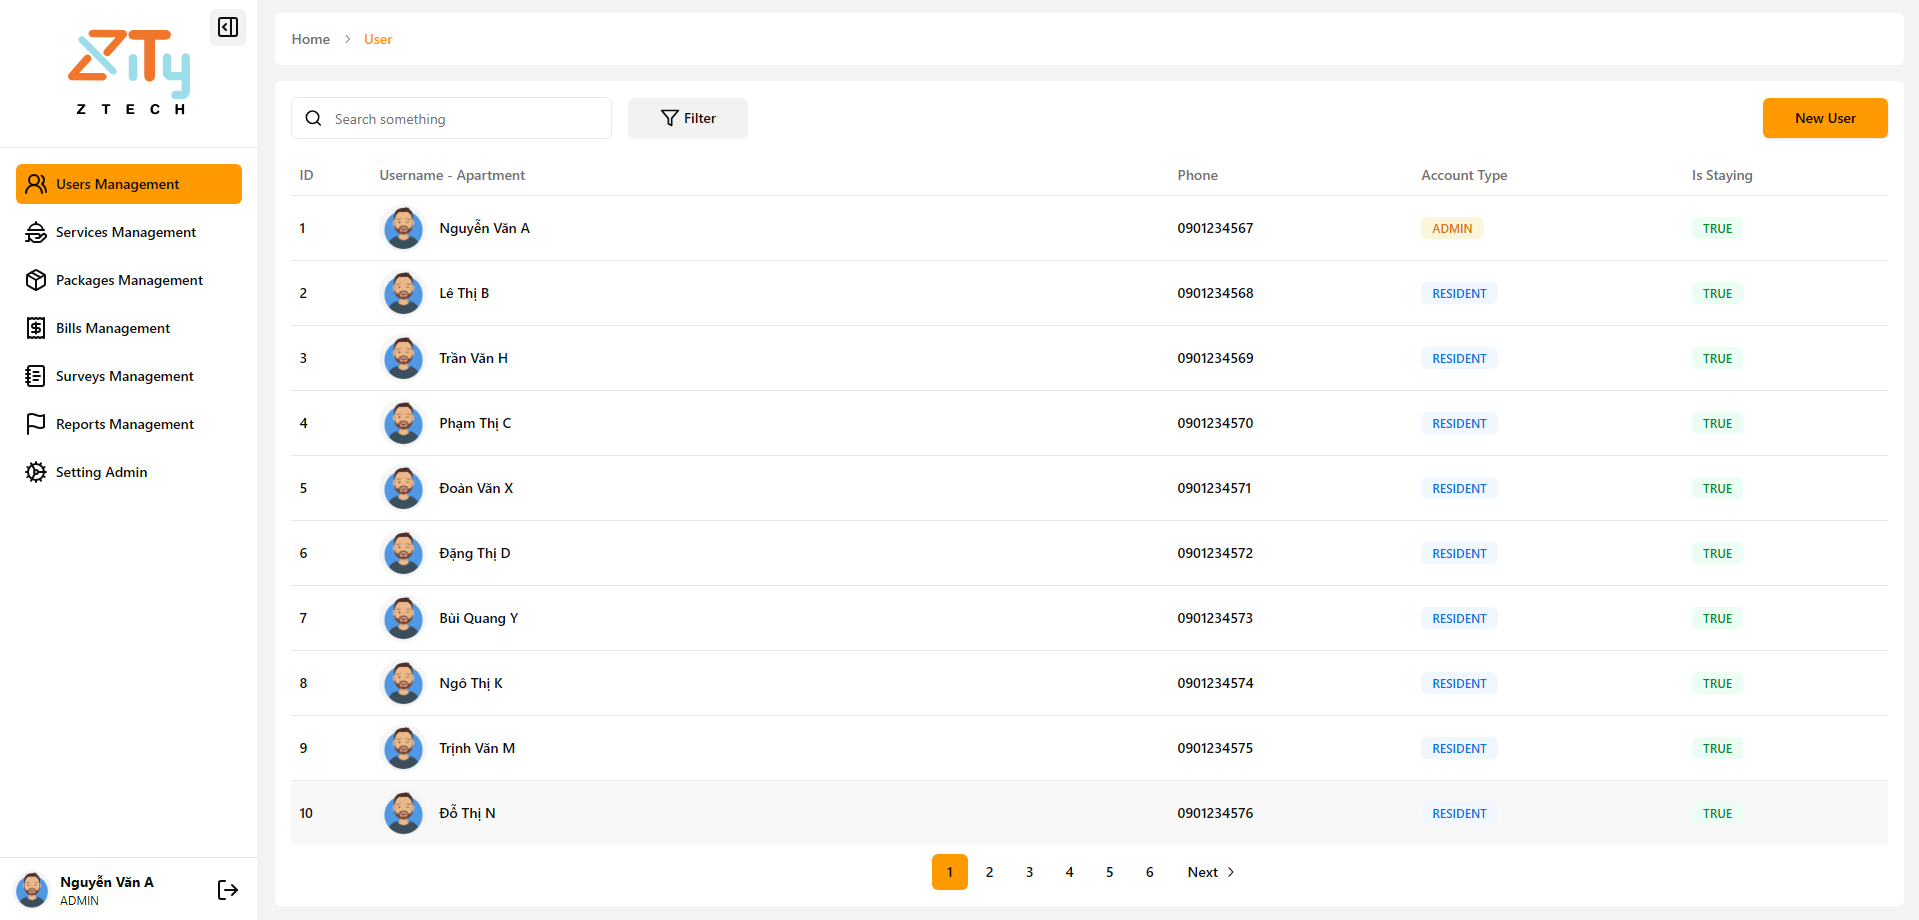 ZiTy
Z T E C H
Users Management
Services Management
Packages Management
Bills Management
Surveys Management
Reports Management
Setting Admin
Nguyễn Văn A
ADMIN
Home > User
Search something
Filter
New User
ID Username - Apartment Phone Account Type Is Staying
1 Nguyễn Văn A 0901234567 ADMIN TRUE
2 Lê Thị B 0901234568 RESIDENT TRUE
3 Trần Văn H 0901234569 RESIDENT TRUE
4 Phạm Thị C 0901234570 RESIDENT TRUE
5 Đoàn Văn X 0901234571 RESIDENT TRUE
6 Đặng Thị D 0901234572 RESIDENT TRUE
7 Bùi Quang Y 0901234573 RESIDENT TRUE
8 Ngô Thị K 0901234574 RESIDENT TRUE
9 Trịnh Văn M 0901234575 RESIDENT TRUE
10 Đỗ Thị N 0901234576 RESIDENT TRUE
1 2 3 4 5 6 Next >